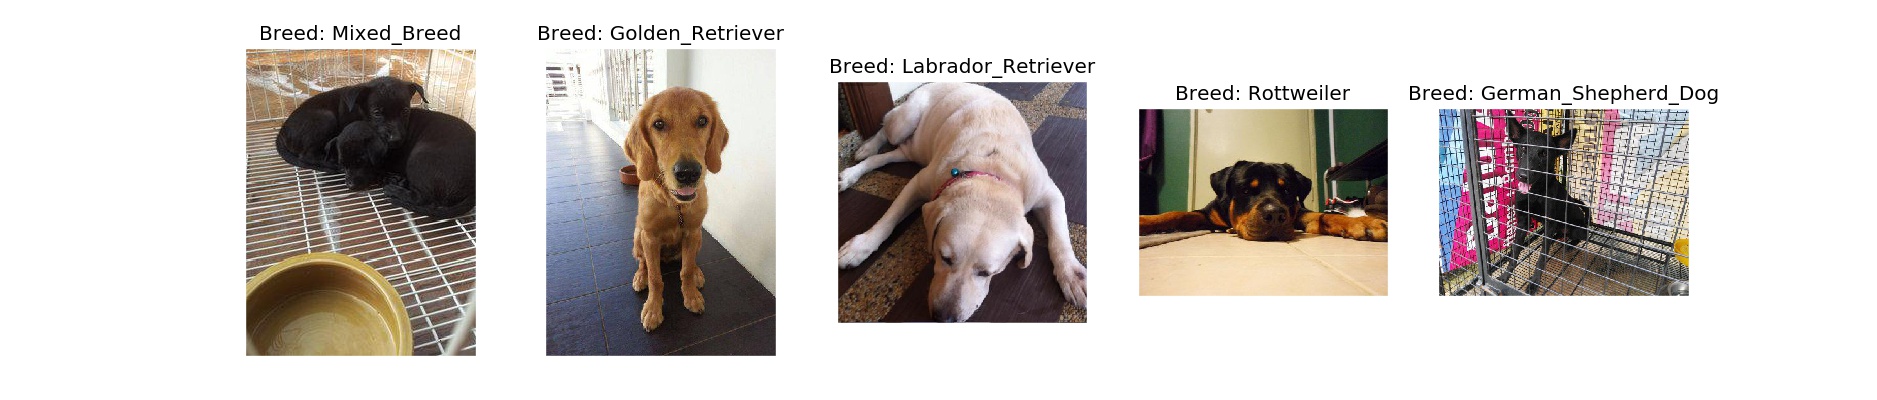 Breed: Mixed_Breed
Breed: Golden_Retriever
Breed: Labrador_Retriever
Breed: Rottweiler
Breed: German_Shepherd_Dog